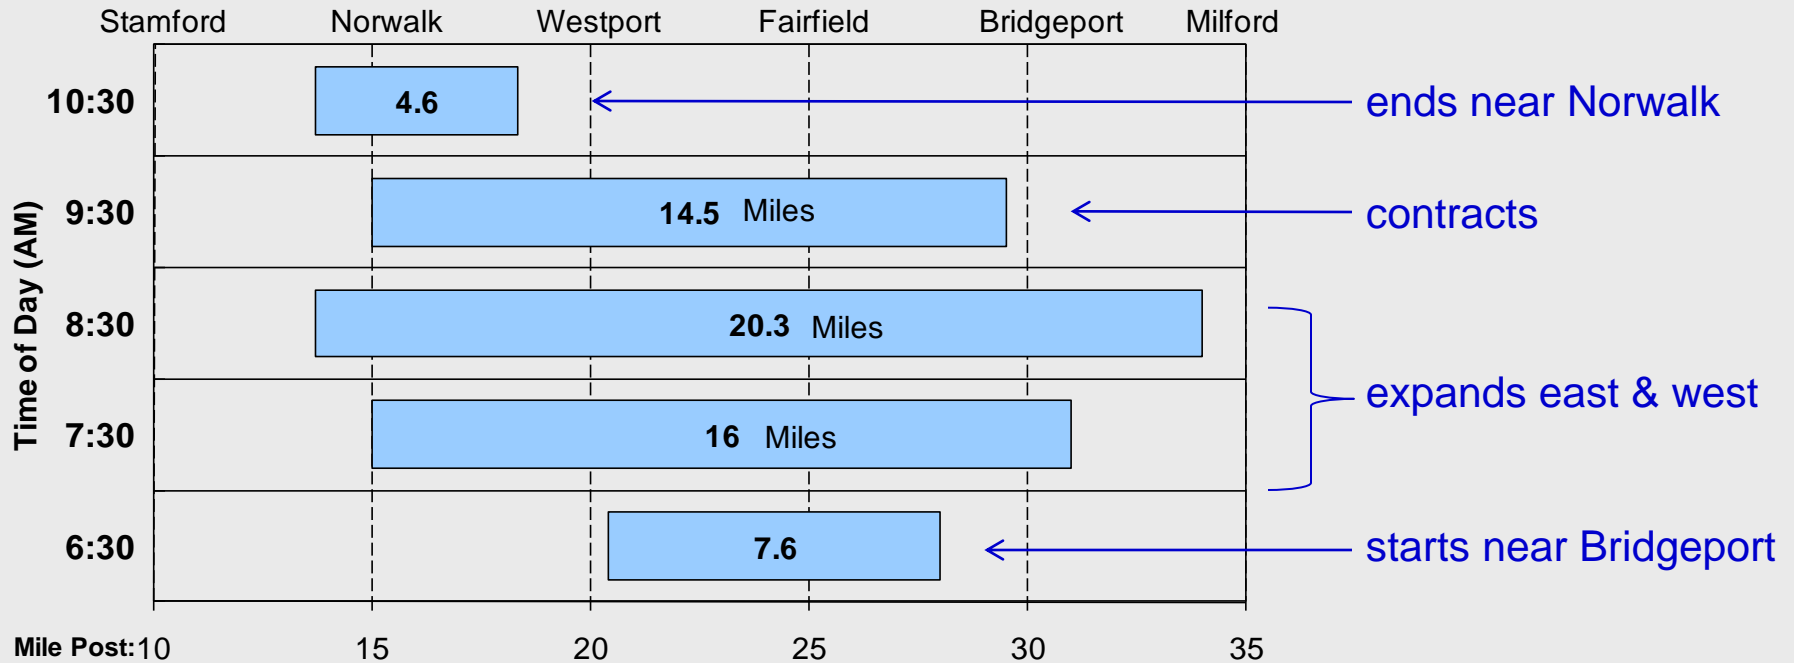 Stamford Norwalk Westport Fairfield Bridgeport Milford
10:30 4.6 ends near Norwalk
9:30 14.5 Miles contracts
8:30 20.3 Miles
expands east & west
7:30 16 Miles
6:30 7.6 starts near Bridgeport
Time of Day (AM)
Mile Post: 10 15 20 25 30 35